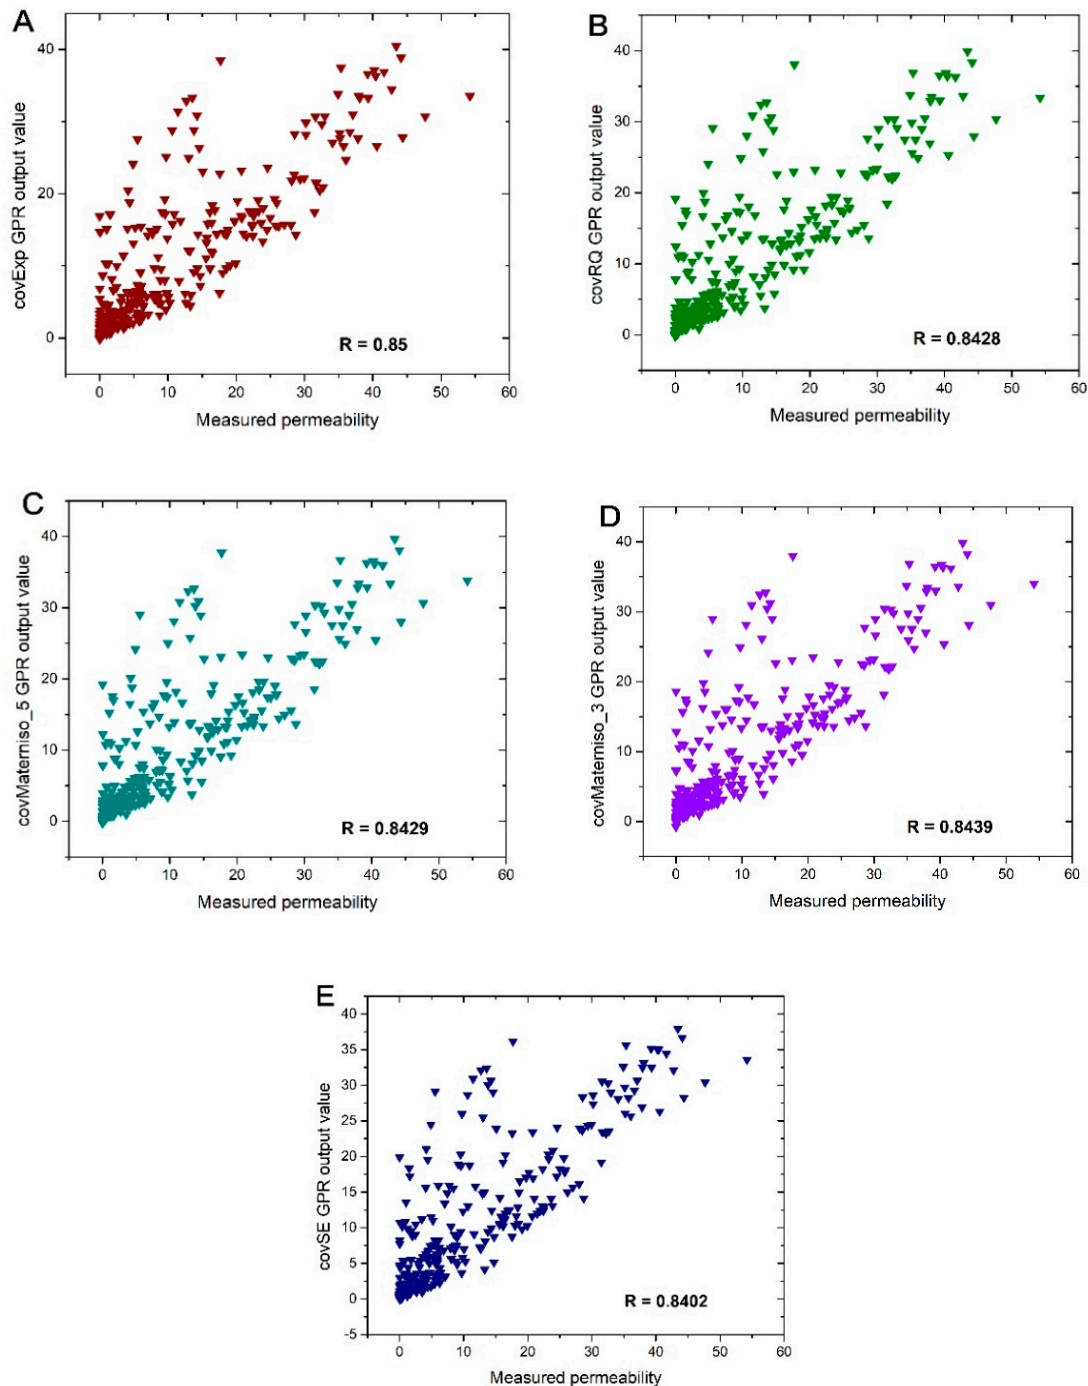 A
covExp GPR output value
40
20
0
R = 0.85
0 10 20 30 40 50 60
Measured permeability
B
covRQ GPR output value
40
30
20
10
0
R = 0.8428
0 10 20 30 40 50 60
Measured permeability
C
covMaterniso_5 GPR output value
40
30
20
10
0
R = 0.8429
0 10 20 30 40 50 60
Measured permeability
D
covMaterniso_3 GPR output value
40
30
20
10
0
R = 0.8439
0 10 20 30 40 50 60
Measured permeability
E
covSE GPR output value
40
35
30
25
20
15
10
5
0
-5
R = 0.8402
0 10 20 30 40 50 60
Measured permeability